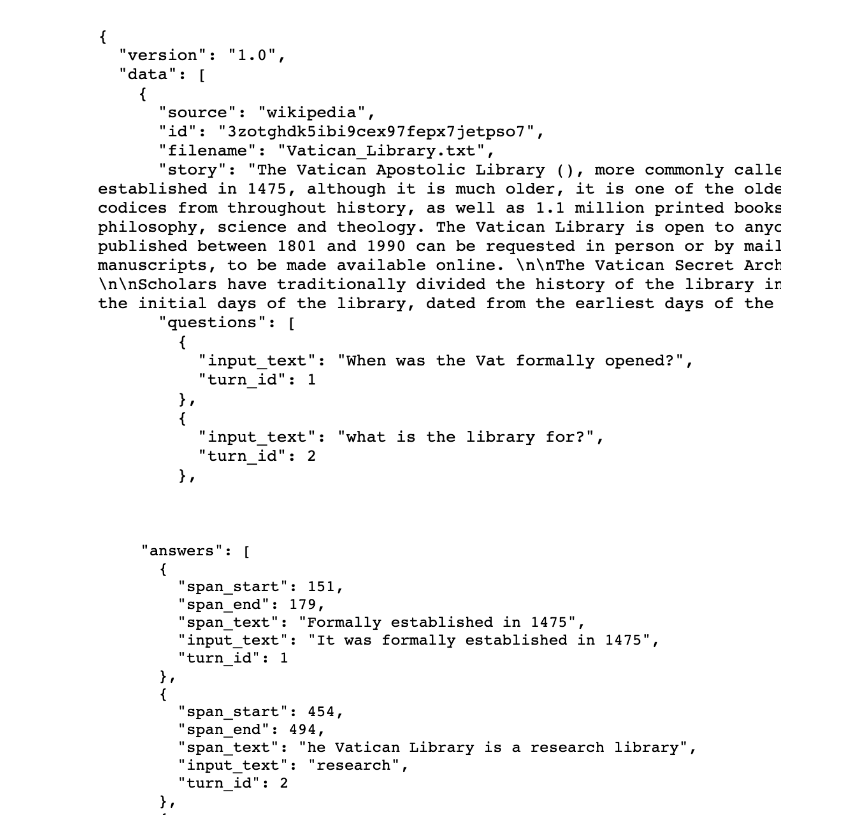 {
"version": "1.0",
"data": [
{
"source": "wikipedia",
"id": "3zotghdk5ibi9cex97fepx7jetpso7",
"filename": "Vatican_Library.txt",
"story": "The Vatican Apostolic Library (), more commonly calle
established in 1475, although it is much older, it is one of the olde
codices from throughout history, as well as 1.1 million printed books
philosophy, science and theology. The Vatican Library is open to anyo
published between 1801 and 1990 can be requested in person or by mail
manuscripts, to be made available online. \n\nThe Vatican Secret Arch
\n\nScholars have traditionally divided the history of the library in
the initial days of the library, dated from the earliest days of the
"questions": [
{
"input_text": "When was the Vat formally opened?",
"turn_id": 1
},
{
"input_text": "what is the library for?",
"turn_id": 2
},
"answers": [
{
"span_start": 151,
"span_end": 179,
"span_text": "Formally established in 1475",
"input_text": "It was formally established in 1475",
"turn_id": 1
},
{
"span_start": 454,
"span_end": 494,
"span_text": "he Vatican Library is a research library",
"input_text": "research",
"turn_id": 2
},